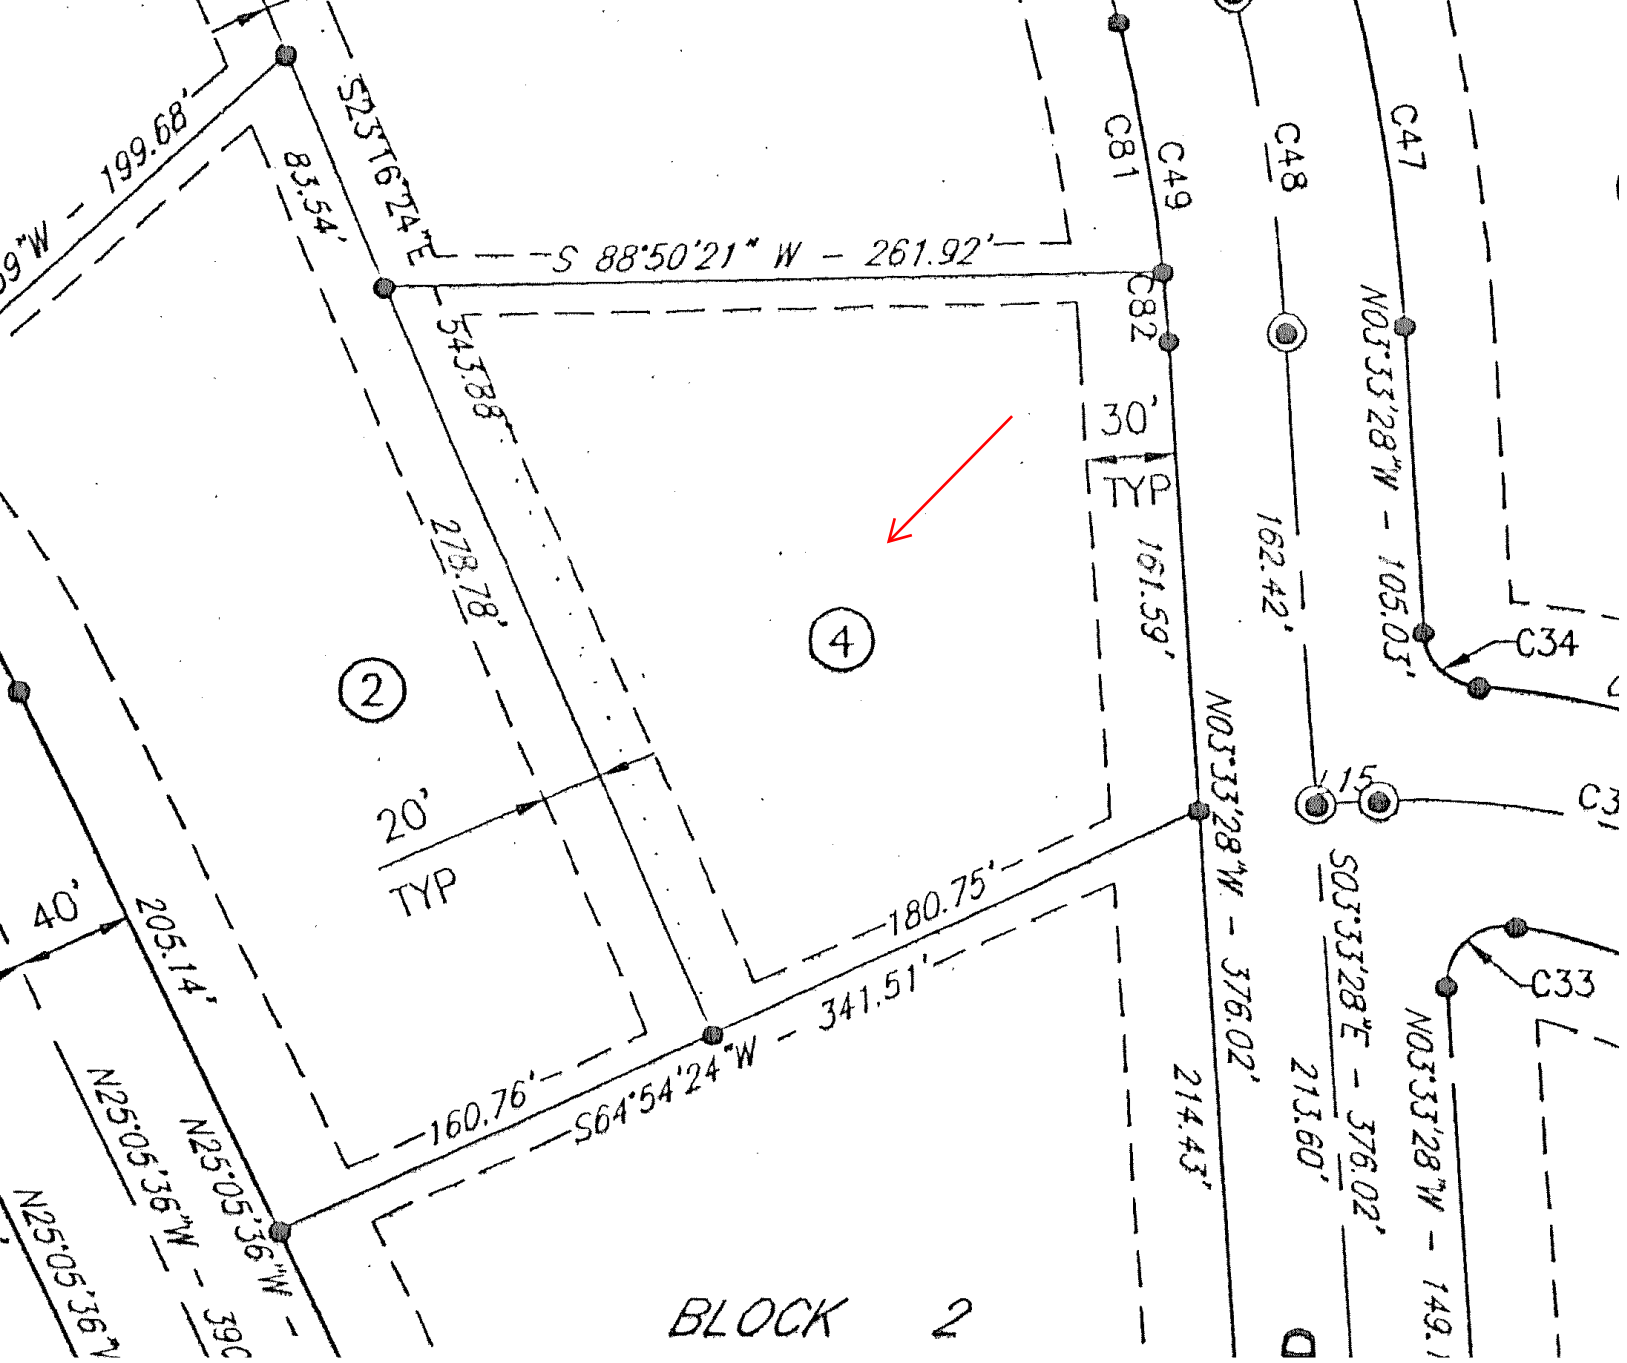 199.68'
S23°16'24"E
83.54'
C81
C49
C48
C47
S 88°50'21" W - 261.92'
C82
543.88'
30'
TYP
N03°33'28"W - 105.03'
278.78'
161.59'
162.42'
C34
4
2
N03°33'28"W - 376.02'
15
20'
TYP
40'
205.14'
180.75'
S03°33'28"E - 376.02'
341.51'
C33
160.76'
S64°54'24"W
214.43'
213.60'
N03°33'28"W - 149.
N25°05'36"W - 390
N25°05'36"W -
N25°05'36"W
BLOCK 2
D